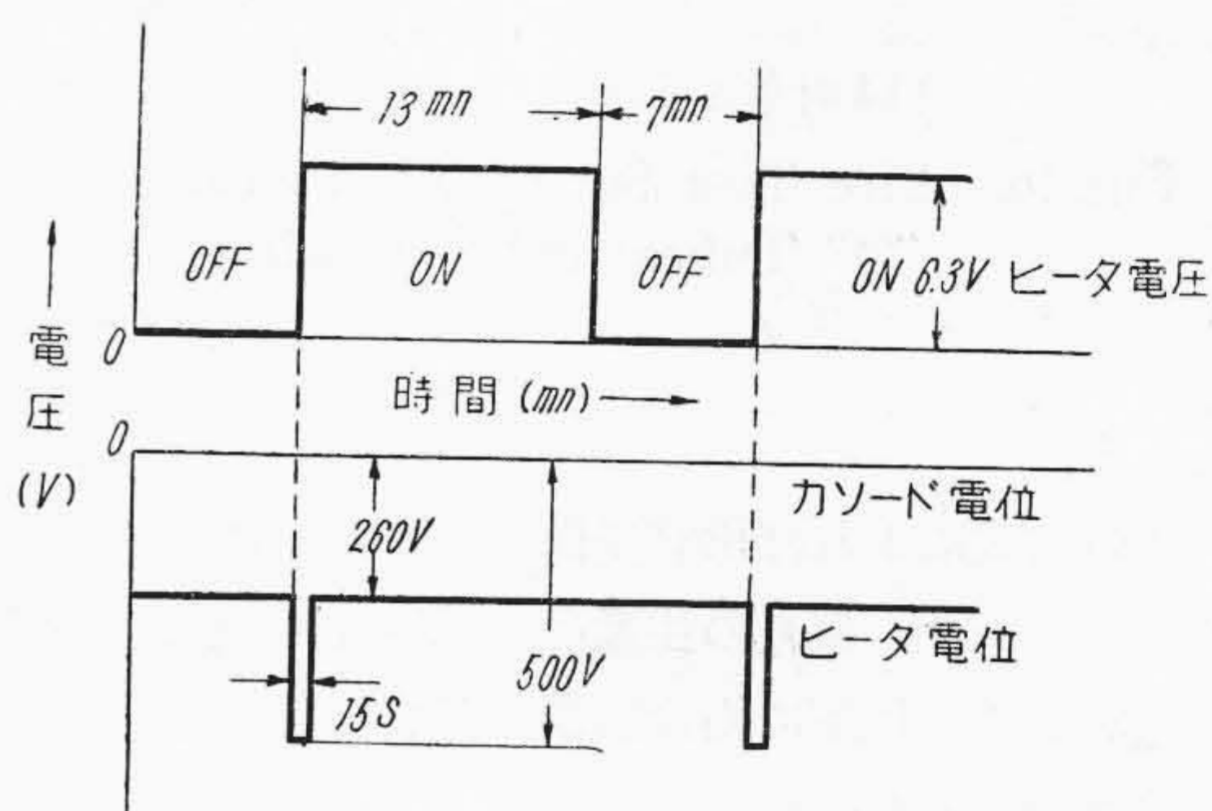 13 mn
7 mn
OFF
ON
OFF
ON 6.3V ヒータ電圧
電圧(V)
0
時間 (mn)
0
カソード電位
260V
ヒータ電位
500V
15 S